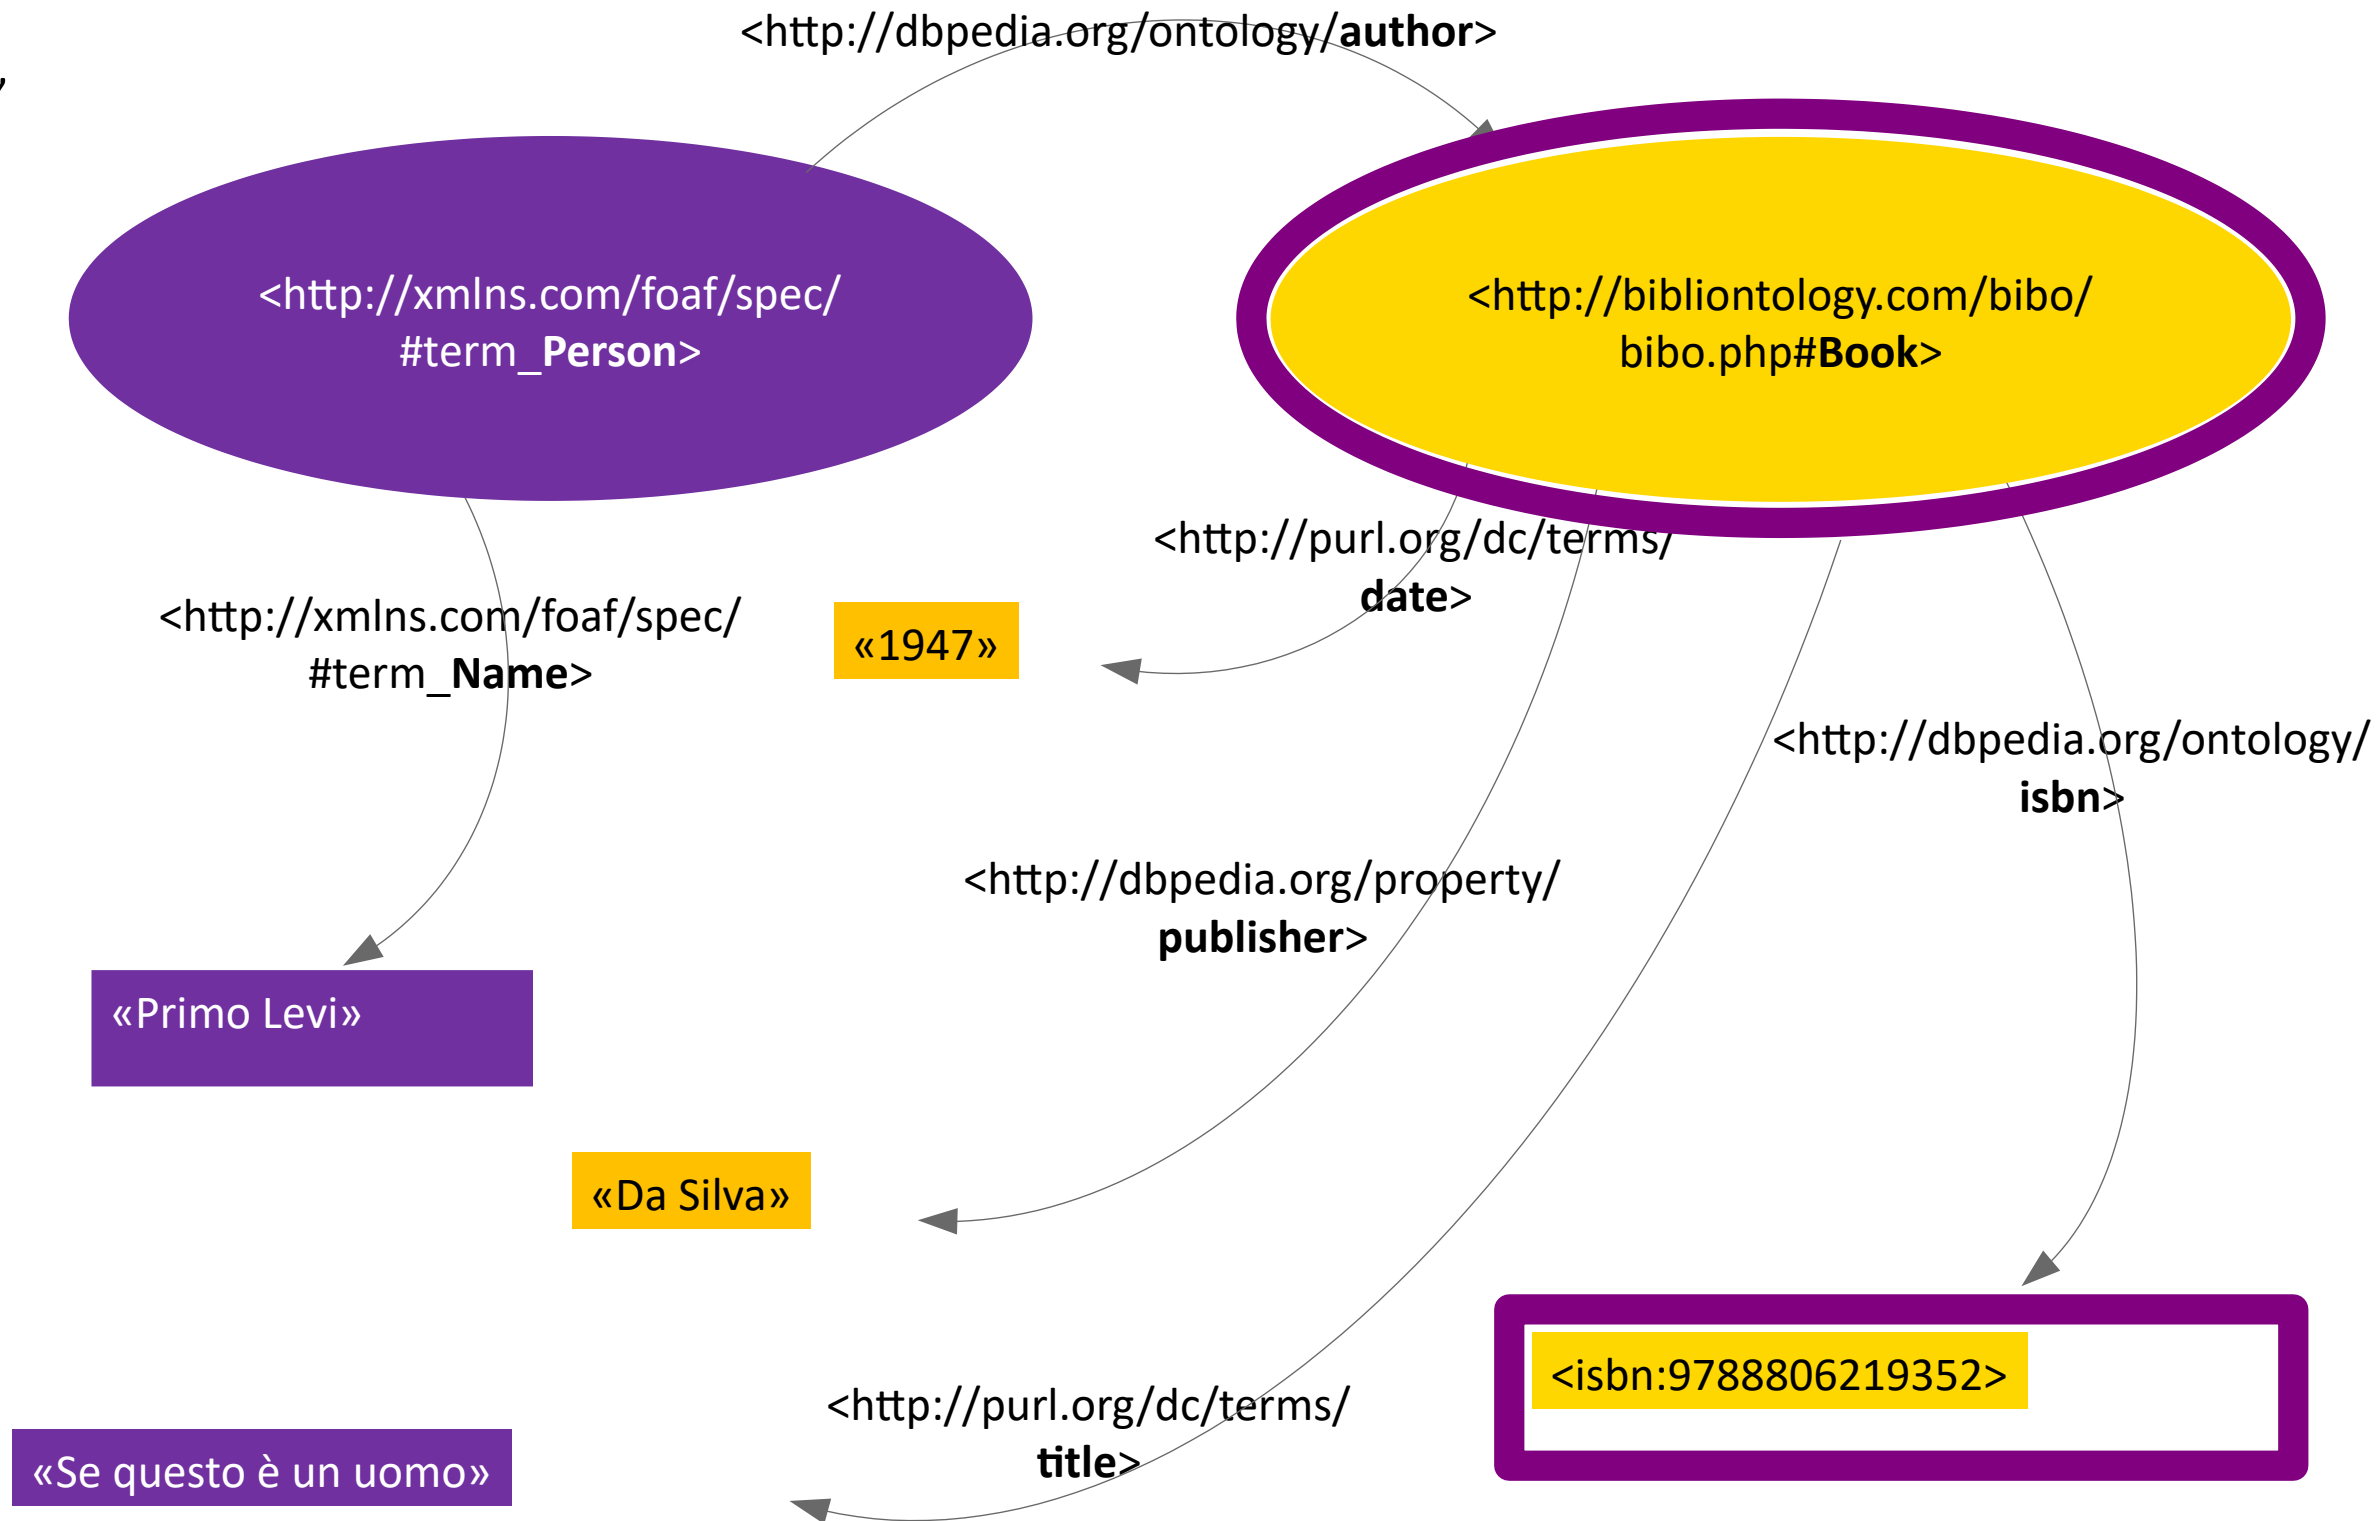 <http://dbpedia.org/ontology/author>
<http://xmlns.com/foaf/spec/
#term_Person>
<http://bibliontology.com/bibo/
bibo.php#Book>
<http://purl.org/dc/terms/
date>
<http://xmlns.com/foaf/spec/
#term_Name>
«1947»
<http://dbpedia.org/ontology/
isbn>
<http://dbpedia.org/property/
publisher>
«Primo Levi»
«Da Silva»
<isbn:9788806219352>
<http://purl.org/dc/terms/
title>
«Se questo è un uomo»